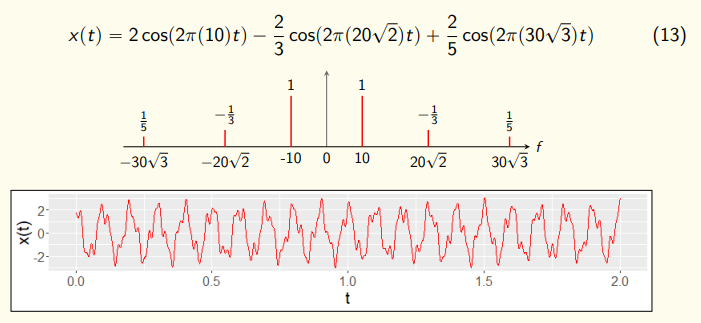 x(t) = 2 cos(2π(10)t) − 2/3 cos(2π(20√2)t) + 2/5 cos(2π(30√3)t) (13)
1 1
1/5 −1/3 −1/3 1/5
f
−30√3 −20√2 -10 0 10 20√2 30√3
x(t)
2
0
-2
0.0 0.5 1.0 1.5 2.0
t